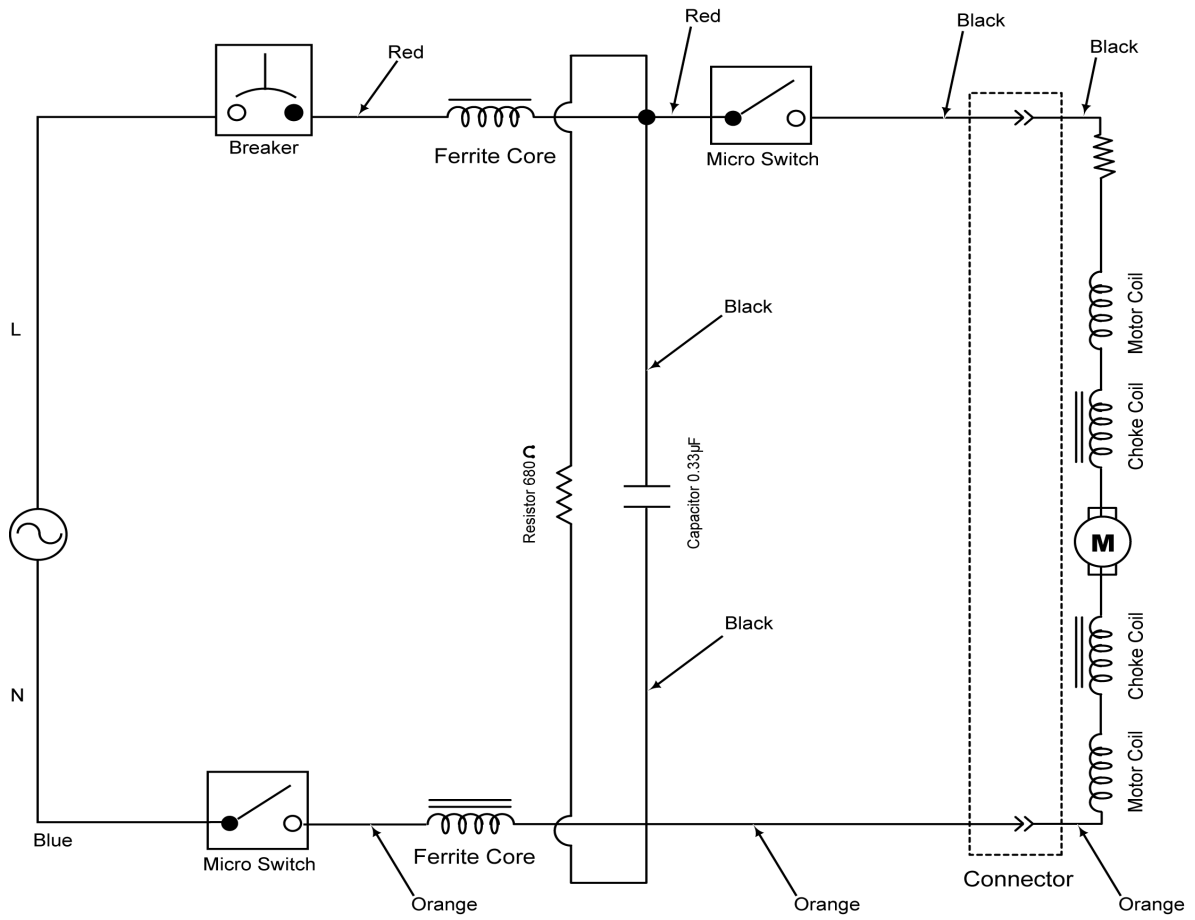 Red
Black
Black
Red
Breaker
Ferrite Core
Micro Switch
Black
L
Motor Coil
Choke Coil
Resistor 680Ω
Capacitor 0.33μF
M
Black
N
Choke Coil
Motor Coil
Blue
Micro Switch
Ferrite Core
Connector
Orange
Orange
Orange